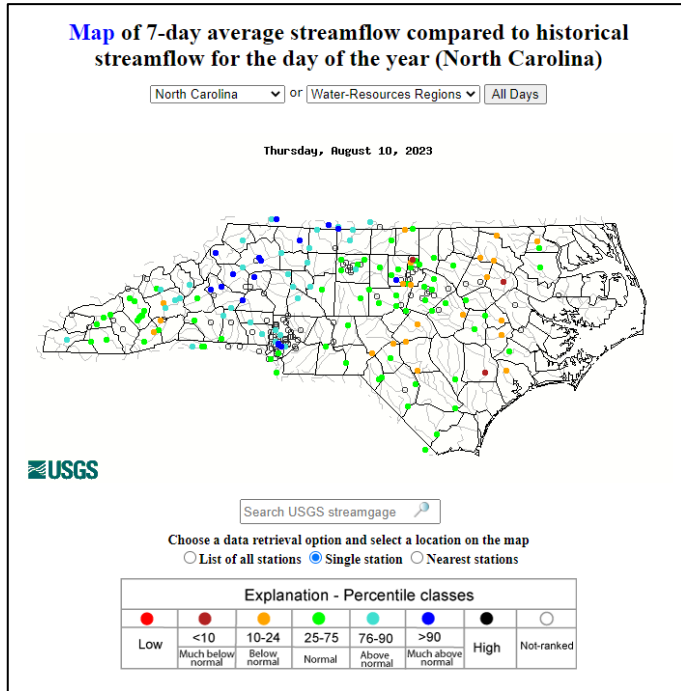 Map of 7-day average streamflow compared to historical
streamflow for the day of the year (North Carolina)
North Carolina or Water-Resources Regions All Days
Thursday, August 10, 2023
USGS
Search USGS streamgage
Choose a data retrieval option and select a location on the map
List of all stations Single station Nearest stations
Explanation - Percentile classes
Low <10 10-24 25-75 76-90 >90 High Not-ranked
Much below normal Below normal Normal Above normal Much above normal